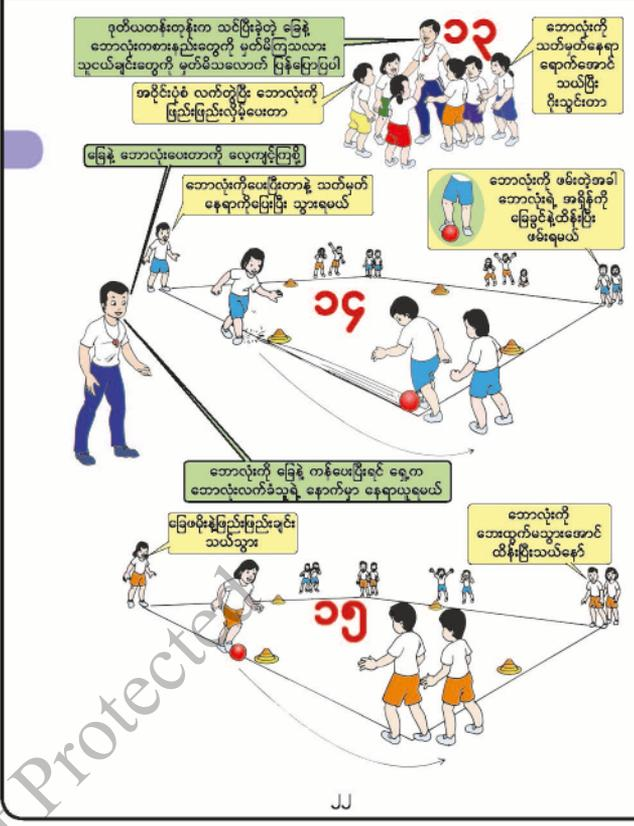 ဒုတိယတန်းတုန်းက သင်ပြီးခဲ့တဲ့ ခြေနဲ့
ဘောလုံးကစားနည်းတွေကို မှတ်မိကြသလား
သူငယ်ချင်းတွေကို မှတ်မိသလောက် ပြန်ပြောပြပါ
၁၃
ဘောလုံးကို
သတ်မှတ်နေရာ
ရောက်အောင်
သယ်ပြီး
ဂိုးသွင်းတာ
အဝိုင်းပုံစံ လက်တွဲပြီး ဘောလုံးကို
ဖြည်းဖြည်းလှိမ့်ပေးတာ
ခြေနဲ့ ဘောလုံးပေးတာကို လေ့ကျင့်ကြစို့
ဘောလုံးကိုပေးပြီးတာနဲ့ သတ်မှတ်
နေရာကိုပြေးပြီး သွားရမယ်
ဘောလုံးကို ဖမ်းတဲ့အခါ
ဘောလုံးရဲ့ အရှိန်ကို
ခြေခွင်နဲ့ထိန်းပြီး
ဖမ်းရမယ်
၁၄
ဘောလုံးကို ခြေနဲ့ ကန်ပေးပြီးရင် ရှေ့က
ဘောလုံးလက်ခံသူရဲ့ နောက်မှာ နေရာယူရမယ်
ခြေဖမိုးနဲ့ဖြည်းဖြည်းချင်း
သယ်သွား
ဘောလုံးကို
ဘေးထွက်မသွားအောင်
ထိန်းပြီးသယ်နော်
၁၅
Protected
၂၂